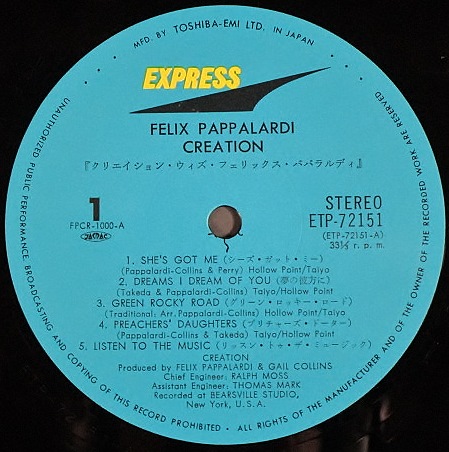 MFD. BY TOSHIBA-EMI LTD. IN JAPAN
EXPRESS
FELIX PAPPALARDI
CREATION
『クリエイション・ウィズ・フェリックス・パパラルディ』
1
FPCR-1000-A
JASRAC
STEREO
ETP-72151
(ETP-72151-A)
33⅓ r. p. m.
1. SHE'S GOT ME (シーズ・ガット・ミー)
(Pappalardi-Collins & Perry) Hollow Point/Taiyo
2. DREAMS I DREAM OF YOU (夢の彼方に)
(Takeda & Pappalardi-Collins) Taiyo/Hollow Point
3. GREEN ROCKY ROAD (グリーン・ロッキー・ロード)
(Traditional: Arr. Pappalardi-Collins) Hollow Point
4. PREACHERS' DAUGHTERS (プリチャーズ・ドーター)
(Pappalardi-Collins & Takeda) Taiyo/Hollow Point
5. LISTEN TO THE MUSIC (リッスン・トゥ・ザ・ミュージック)
CREATION
Produced by FELIX PAPPALARDI & GAIL COLLINS
Chief Engineer: RALPH MOSS
Assistant Engineer: THOMAS MARK
Recorded at BEARSVILLE STUDIO,
New York, U.S.A.
UNAUTHORIZED PUBLIC PERFORMANCE, BROADCASTING AND COPYING OF THIS RECORD PROHIBITED · ALL RIGHTS OF THE MANUFACTURER AND OF THE OWNER OF THE RECORDED WORK ARE RESERVED